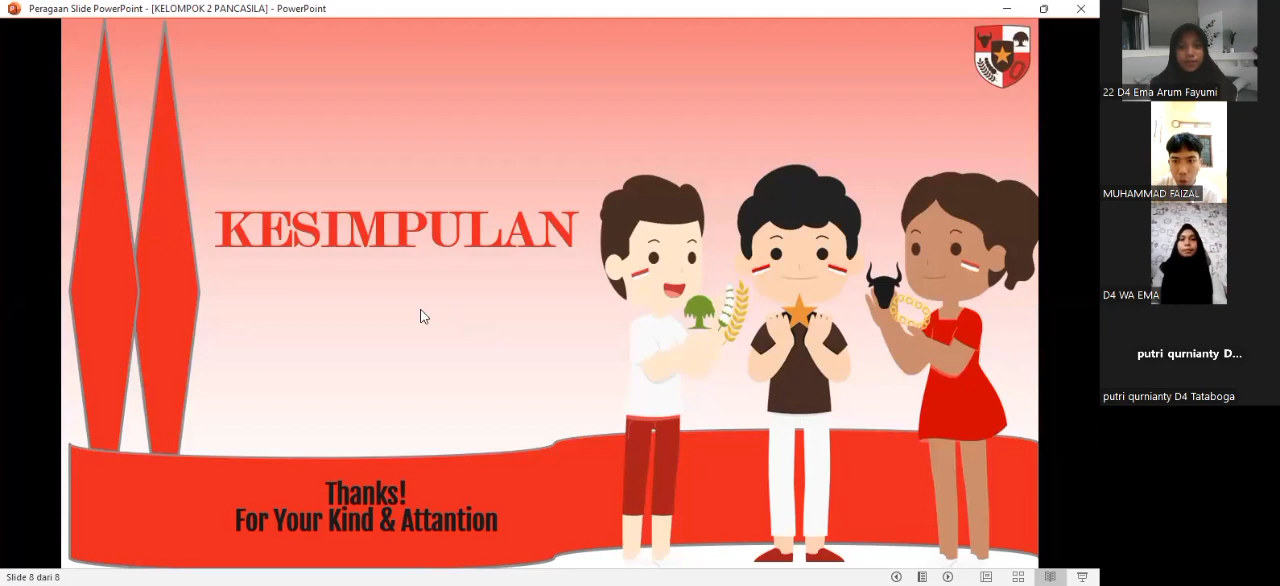 Peragaan Slide PowerPoint - [KELOMPOK 2 PANCASILA] - PowerPoint
KESIMPULAN
Thanks!
For Your Kind & Attantion
22 D4 Ema Arum Fayumi
MUHAMMAD FAIZAL
D4 WA EMA
putri qurnianty D...
putri qurnianty D4 Tataboga
Slide 8 dari 8